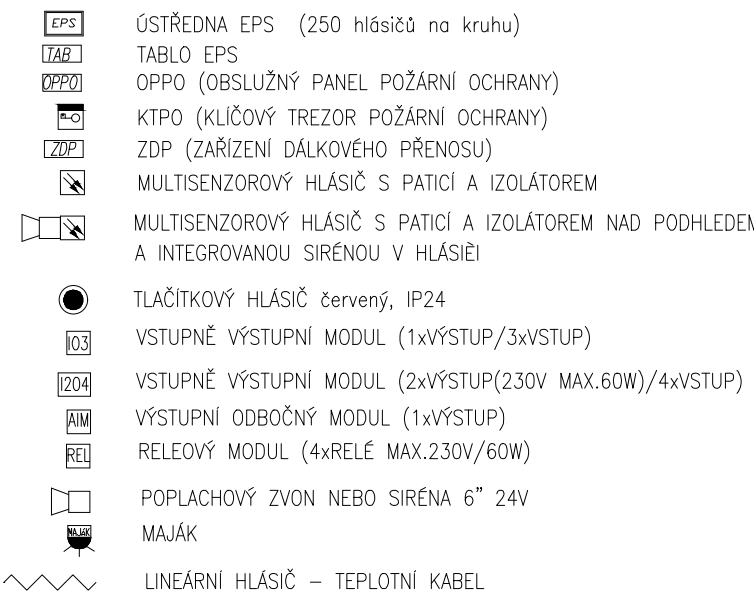 EPS ÚSTŘEDNA EPS (250 hlásičů na kruhu)
TAB TABLO EPS
OPPO OPPO (OBSLUŽNÝ PANEL POŽÁRNÍ OCHRANY)
KTPO (KLÍČOVÝ TREZOR POŽÁRNÍ OCHRANY)
ZDP ZDP (ZAŘÍZENÍ DÁLKOVÉHO PŘENOSU)
MULTISENZOROVÝ HLÁSIČ S PATICÍ A IZOLÁTOREM
MULTISENZOROVÝ HLÁSIČ S PATICÍ A IZOLÁTOREM NAD PODHLEDEM
A INTEGROVANOU SIRÉNOU V HLÁSIÈI
TLAČÍTKOVÝ HLÁSIČ červený, IP24
IO3 VSTUPNĚ VÝSTUPNÍ MODUL (1xVÝSTUP/3xVSTUP)
I204 VSTUPNĚ VÝSTUPNÍ MODUL (2xVÝSTUP(230V MAX.60W)/4xVSTUP)
AIM VÝSTUPNÍ ODBOČNÝ MODUL (1xVÝSTUP)
REL RELEOVÝ MODUL (4xRELÉ MAX.230V/60W)
POPLACHOVÝ ZVON NEBO SIRÉNA 6" 24V
MAJÁK MAJÁK
LINEÁRNÍ HLÁSIČ – TEPLOTNÍ KABEL